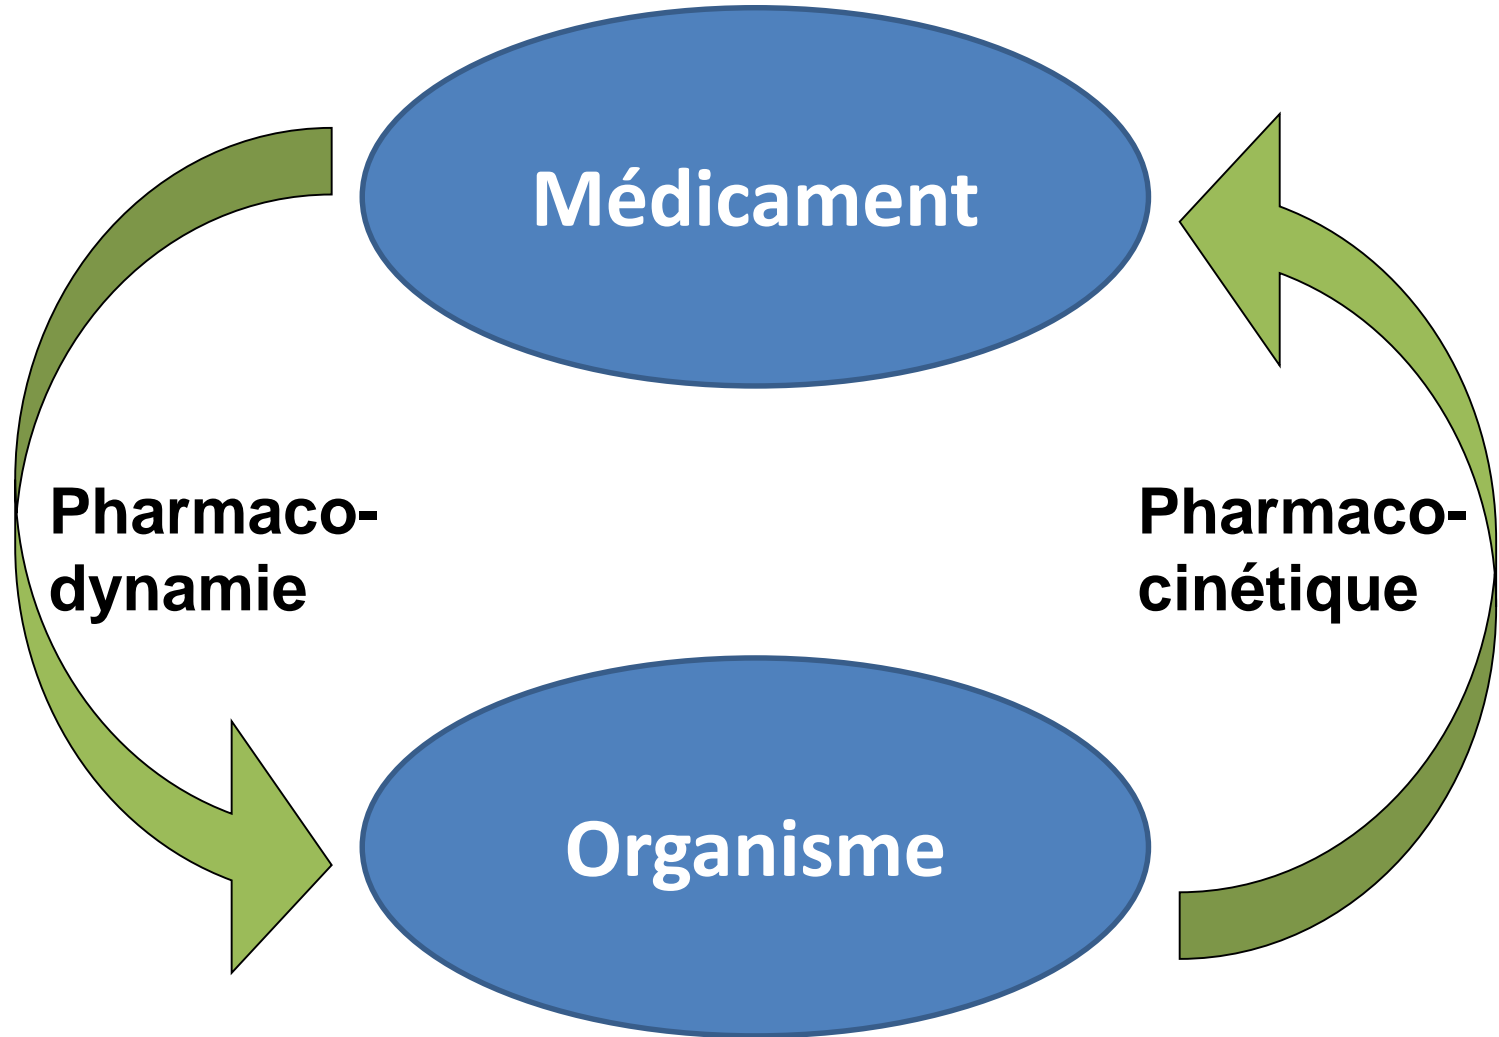 Médicament
Pharmaco-
dynamie
Pharmaco-
cinétique
Organisme